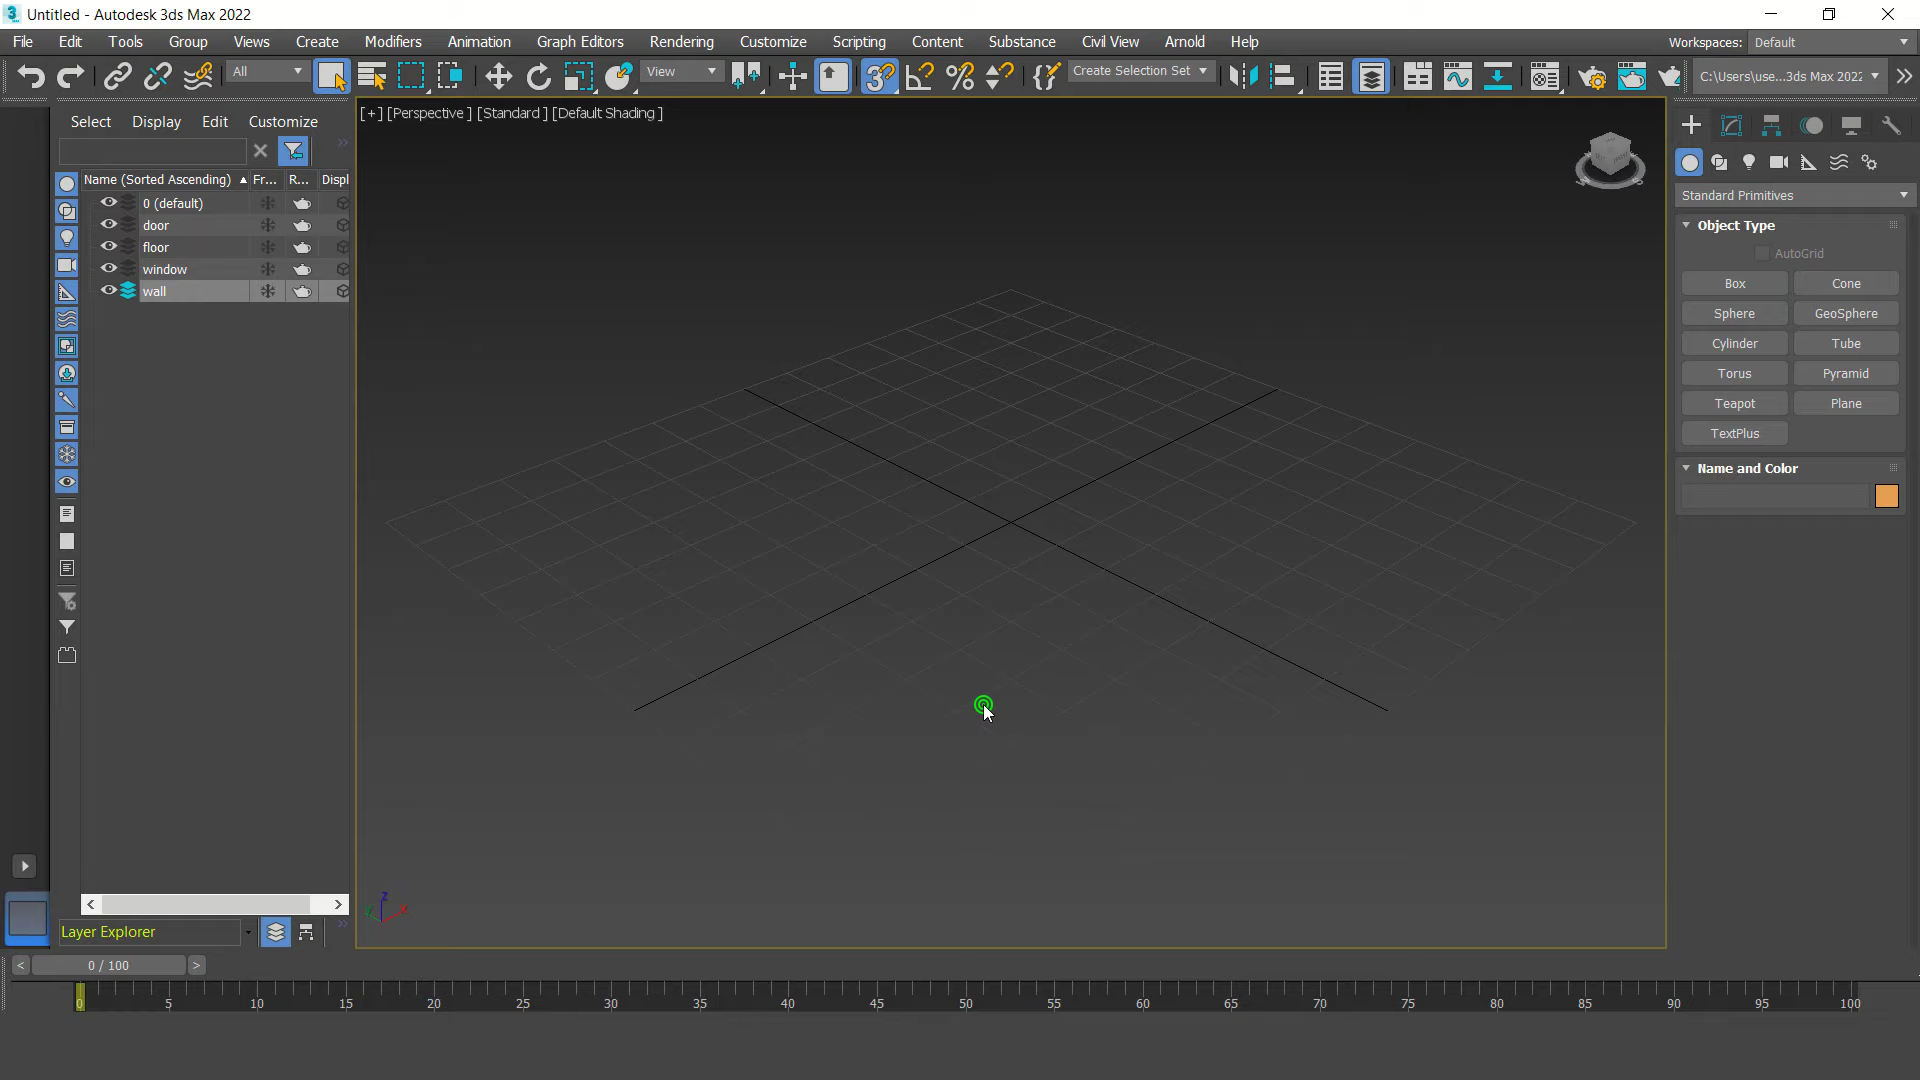 Untitled - Autodesk 3ds Max 2022
File Edit Tools Group Views Create Modifiers Animation Graph Editors Rendering Customize Scripting Content Substance Civil View Arnold Help Workspaces: Default
All View Create Selection Set C:\Users\use...3ds Max 2022
[+] [Perspective ] [Standard ] [Default Shading ]
Select Display Edit Customize
Name (Sorted Ascending) Fr... R... Displ
0 (default)
door
floor
window
wall
Standard Primitives
Object Type
AutoGrid
Box Cone
Sphere GeoSphere
Cylinder Tube
Torus Pyramid
Teapot Plane
TextPlus
Name and Color
z
x
Layer Explorer
< 0 / 100 >
0 5 10 15 20 25 30 35 40 45 50 55 60 65 70 75 80 85 90 95 100